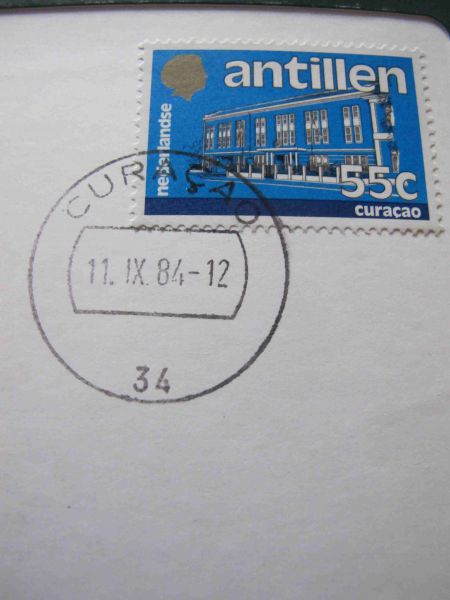 antillen
nederlandse
55c
curaçao
CURAÇAO
11. IX. 84-12
34